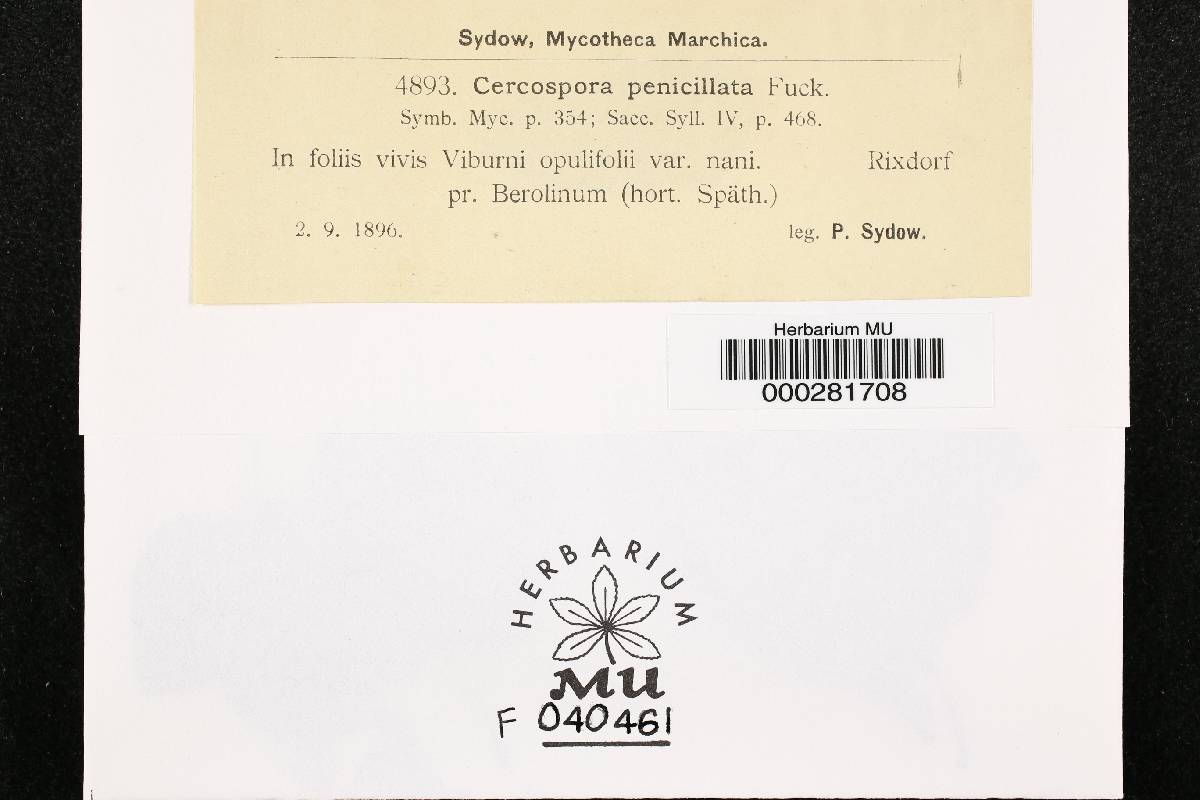 Sydow, Mycotheca Marchica.
4893. Cercospora penicillata Fuck.
Symb. Myc. p. 354; Sacc. Syll. IV, p. 468.
In foliis vivis Viburni opulifolii var. nani. Rixdorf
pr. Berolinum (hort. Späth.)
2. 9. 1896. leg. P. Sydow.
Herbarium MU
000281708
HERBARIUM
MU
F 040461